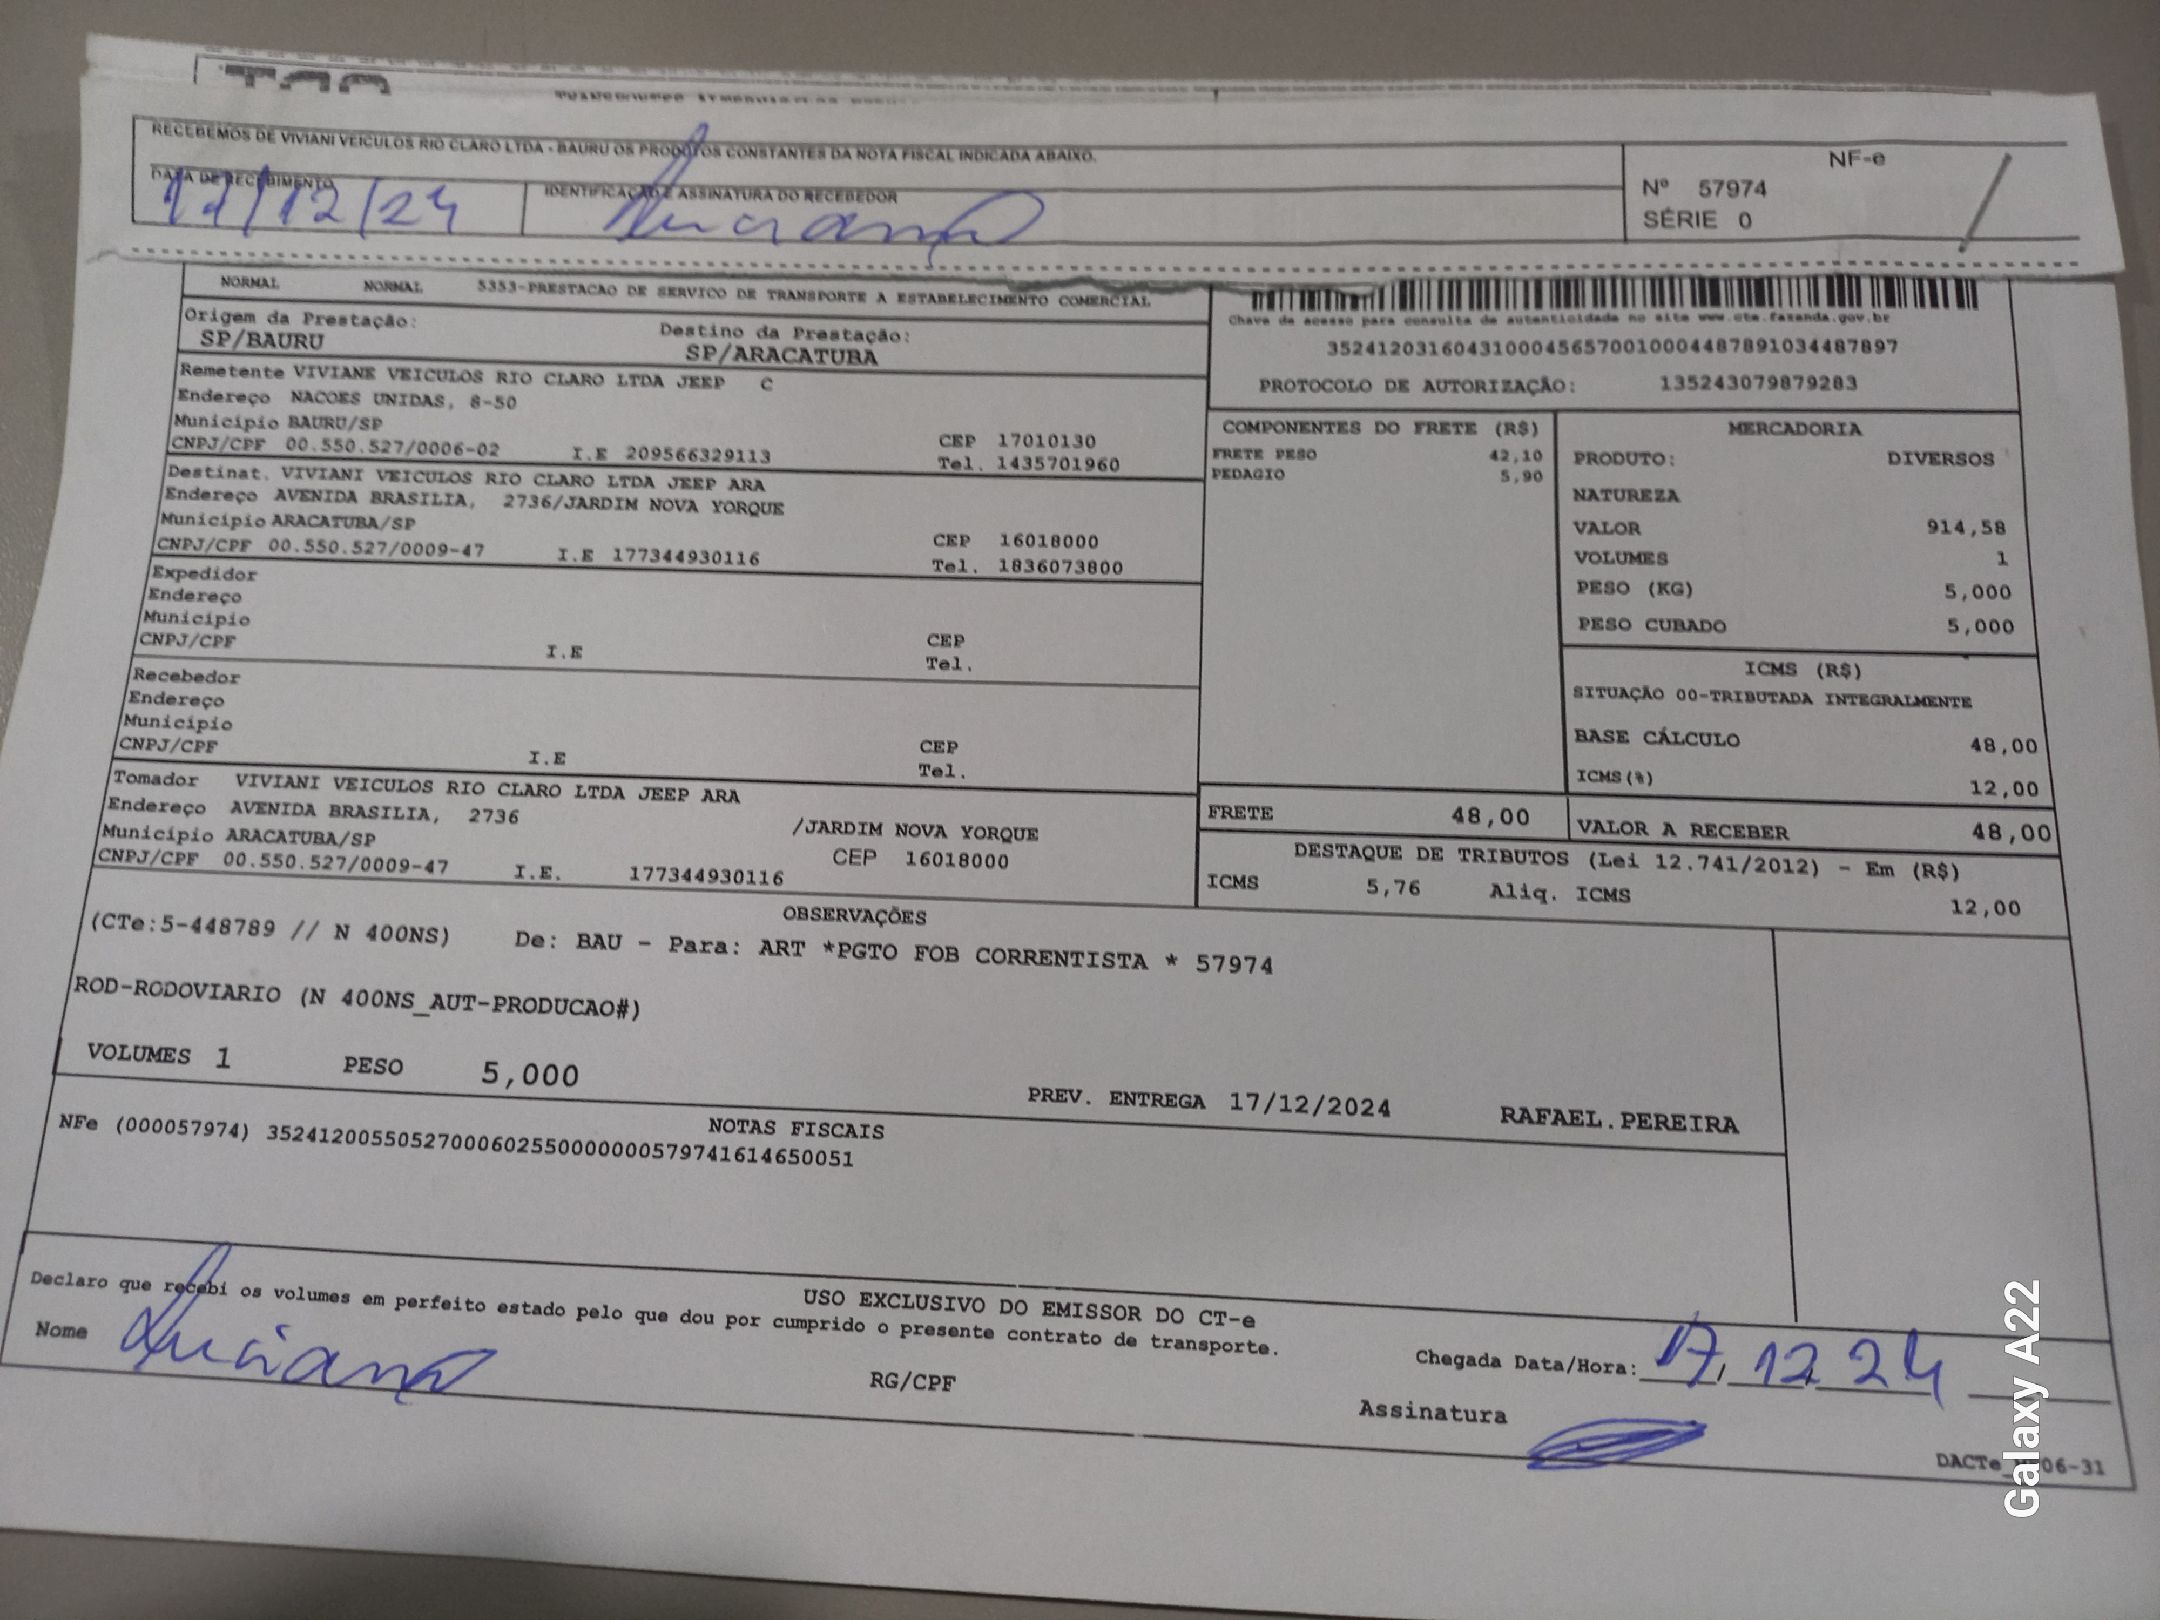 RECEBEMOS DE VIVIANI VEICULOS RIO CLARO LTDA - BAURU OS PRODUTOS CONSTANTES DA NOTA FISCAL INDICADA ABAIXO.
DATA DE RECEBIMENTO
17/12/24
IDENTIFICAÇÃO E ASSINATURA DO RECEBEDOR
Luciano
NF-e
Nº 57974
SÉRIE 0
NORMAL NORMAL 5353-PRESTACAO DE SERVICO DE TRANSPORTE A ESTABELECIMENTO COMERCIAL
Origem da Prestação: Destino da Prestação:
SP/BAURU SP/ARACATUBA
Chave de acesso para consulta de autenticidade no site www.cte.fazenda.gov.br
35241203160431000456570010004487891034487897
PROTOCOLO DE AUTORIZAÇÃO: 135243079879283
Remetente VIVIANE VEICULOS RIO CLARO LTDA JEEP C
Endereço NACOES UNIDAS, 8-50
Município BAURU/SP CEP 17010130
CNPJ/CPF 00.550.527/0006-02 I.E 209566329113 Tel. 1435701960
Destinat. VIVIANI VEICULOS RIO CLARO LTDA JEEP ARA
Endereço AVENIDA BRASILIA, 2736/JARDIM NOVA YORQUE
Município ARACATUBA/SP CEP 16018000
CNPJ/CPF 00.550.527/0009-47 I.E 177344930116 Tel. 1836073800
Expedidor
Endereço
Município CEP
CNPJ/CPF I.E Tel.
Recebedor
Endereço
Município CEP
CNPJ/CPF I.E Tel.
Tomador VIVIANI VEICULOS RIO CLARO LTDA JEEP ARA
Endereço AVENIDA BRASILIA, 2736 /JARDIM NOVA YORQUE
Município ARACATUBA/SP CEP 16018000
CNPJ/CPF 00.550.527/0009-47 I.E. 177344930116
COMPONENTES DO FRETE (R$)
FRETE PESO 42,10
PEDAGIO 5,90
MERCADORIA
PRODUTO: DIVERSOS
NATUREZA
VALOR 914,58
VOLUMES 1
PESO (KG) 5,000
PESO CUBADO 5,000
ICMS (R$)
SITUAÇÃO 00-TRIBUTADA INTEGRALMENTE
BASE CÁLCULO 48,00
ICMS(%) 12,00
FRETE 48,00 VALOR A RECEBER 48,00
DESTAQUE DE TRIBUTOS (Lei 12.741/2012) - Em (R$)
ICMS 5,76 Aliq. ICMS 12,00
OBSERVAÇÕES
(CTe:5-448789 // N 400NS) De: BAU - Para: ART *PGTO FOB CORRENTISTA * 57974
ROD-RODOVIARIO (N 400NS_AUT-PRODUCAO#)
VOLUMES 1 PESO 5,000 PREV. ENTREGA 17/12/2024 RAFAEL.PEREIRA
NOTAS FISCAIS
NFe (000057974) 35241200550527000602550000000579741614650051
USO EXCLUSIVO DO EMISSOR DO CT-e
Declaro que recebi os volumes em perfeito estado pelo que dou por cumprido o presente contrato de transporte.
Nome Luciano RG/CPF Chegada Data/Hora: 17, 12, 24
Assinatura
Galaxy A22